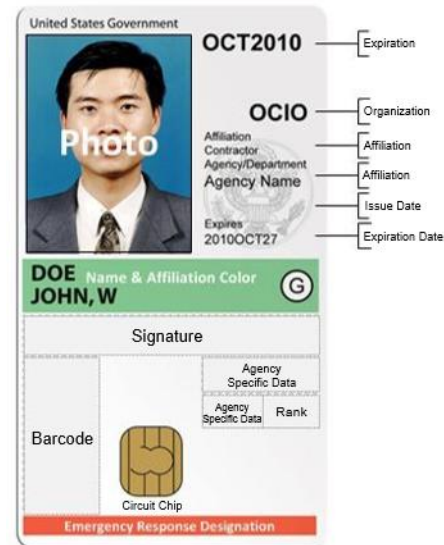 United States Government
OCT2010
Expiration
OCIO
Organization
Photo
Affiliation
Contractor
Affiliation
Agency/Department
Agency Name
Affiliation
Issue Date
Expires
2010OCT27
Expiration Date
DOE
JOHN, W
Name & Affiliation Color
G
Signature
Agency
Specific Data
Agency
Specific Data
Rank
Barcode
Circuit Chip
Emergency Response Designation